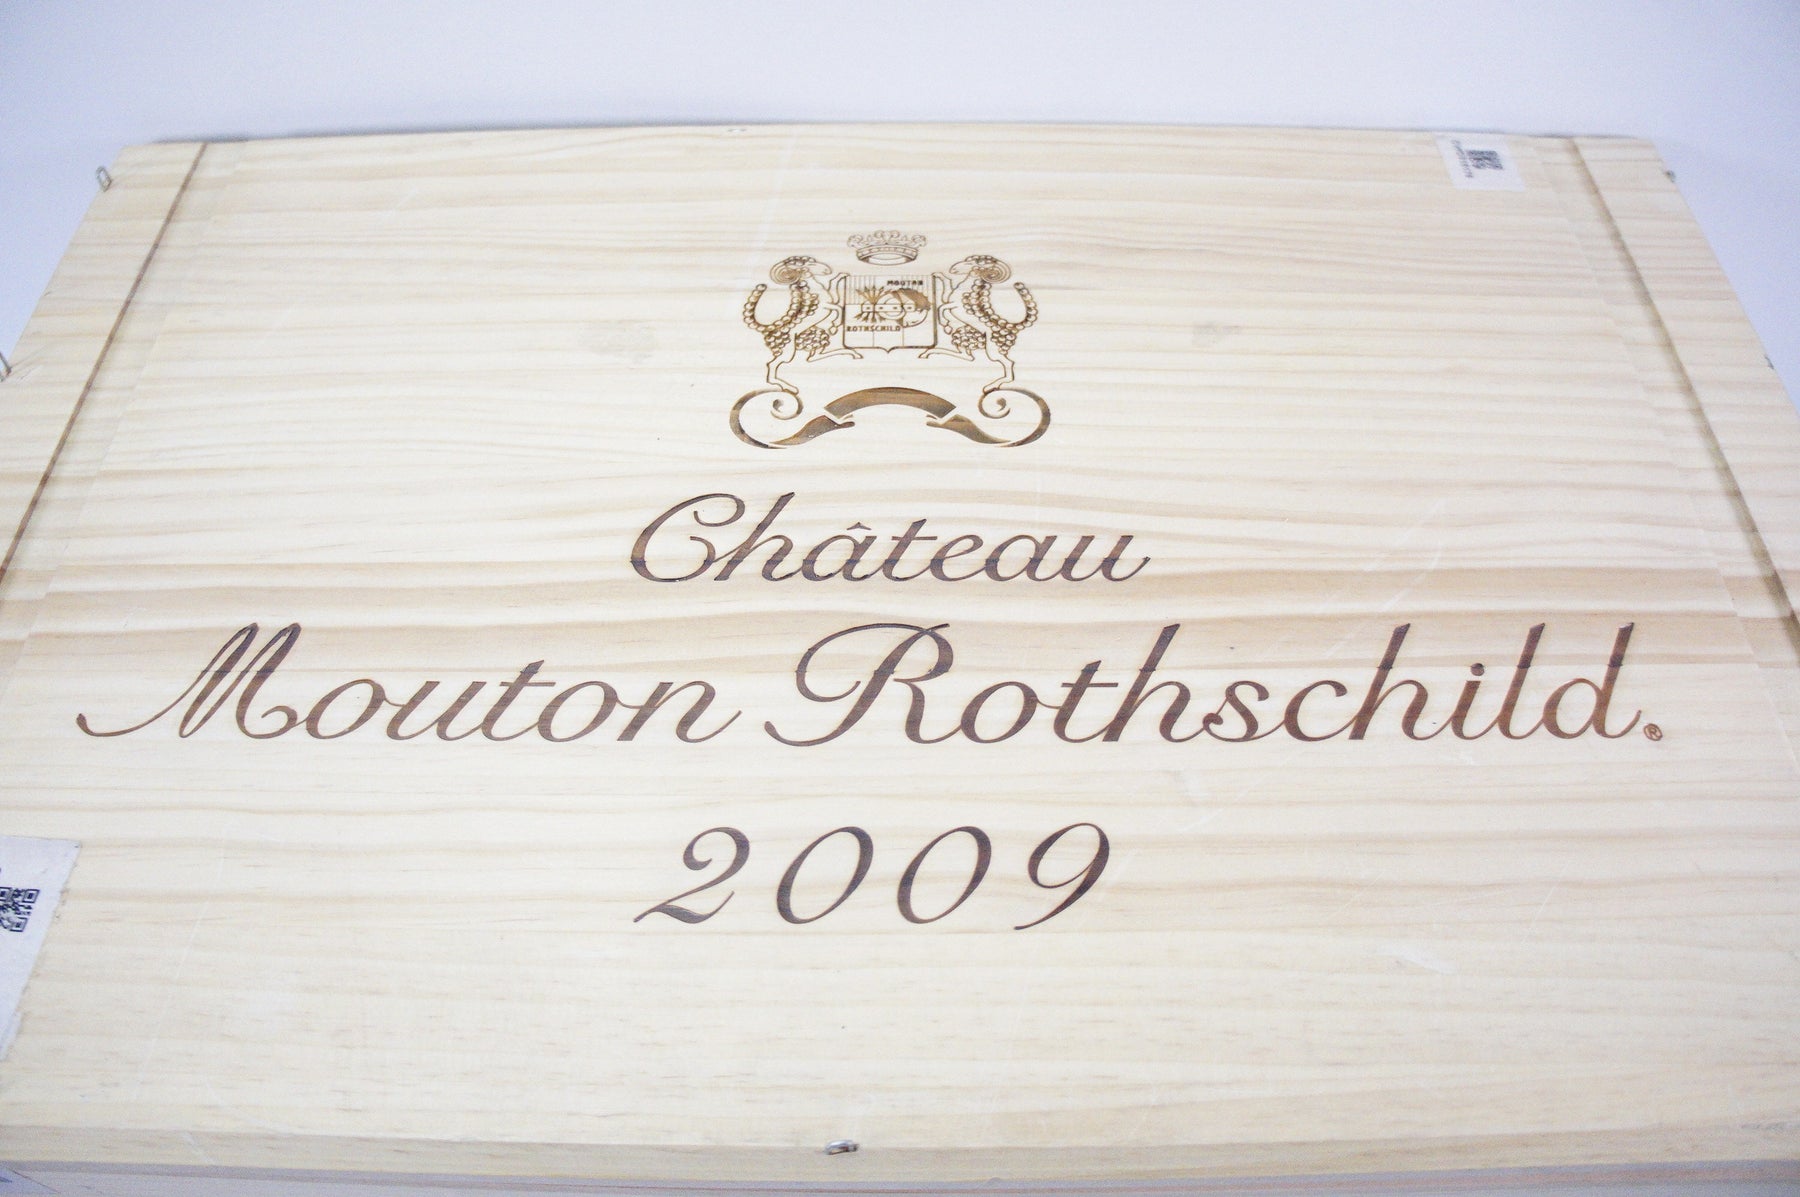 MOUTON
ROTHSCHILD
Château
Mouton Rothschild®
2009